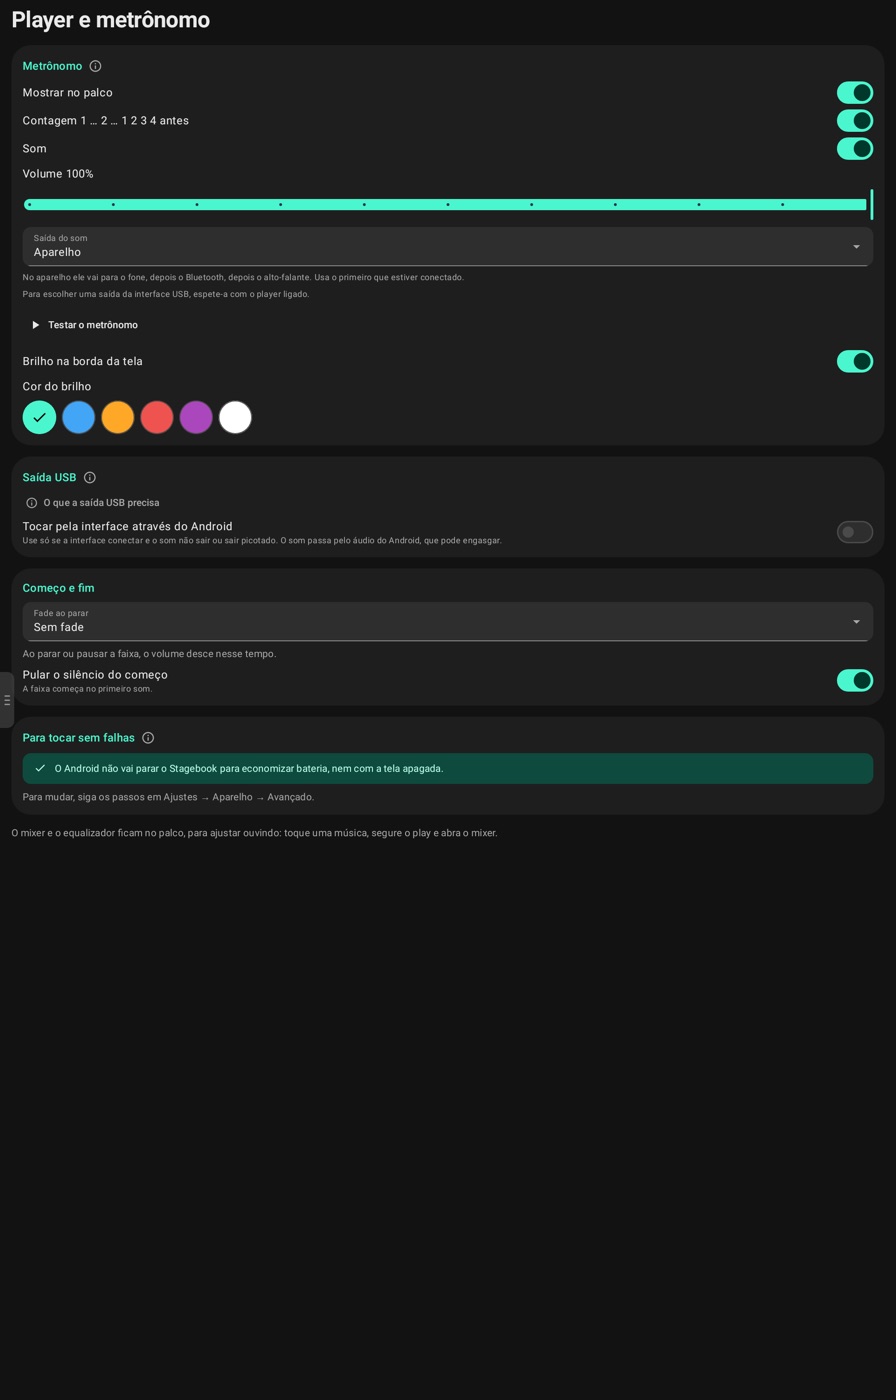 Player e metrônomo
Metrônomo
Mostrar no palco
Contagem 1 … 2 … 1 2 3 4 antes
Som
Volume 100%
Saída do som
Aparelho
No aparelho ele vai para o fone, depois o Bluetooth, depois o alto-falante. Usa o primeiro que estiver conectado.
Para escolher uma saída da interface USB, espete-a com o player ligado.
Testar o metrônomo
Brilho na borda da tela
Cor do brilho
Saída USB
O que a saída USB precisa
Tocar pela interface através do Android
Use só se a interface conectar e o som não sair ou sair picotado. O som passa pelo áudio do Android, que pode engasgar.
Começo e fim
Fade ao parar
Sem fade
Ao parar ou pausar a faixa, o volume desce nesse tempo.
Pular o silêncio do começo
A faixa começa no primeiro som.
Para tocar sem falhas
O Android não vai parar o Stagebook para economizar bateria, nem com a tela apagada.
Para mudar, siga os passos em Ajustes → Aparelho → Avançado.
O mixer e o equalizador ficam no palco, para ajustar ouvindo: toque uma música, segure o play e abra o mixer.